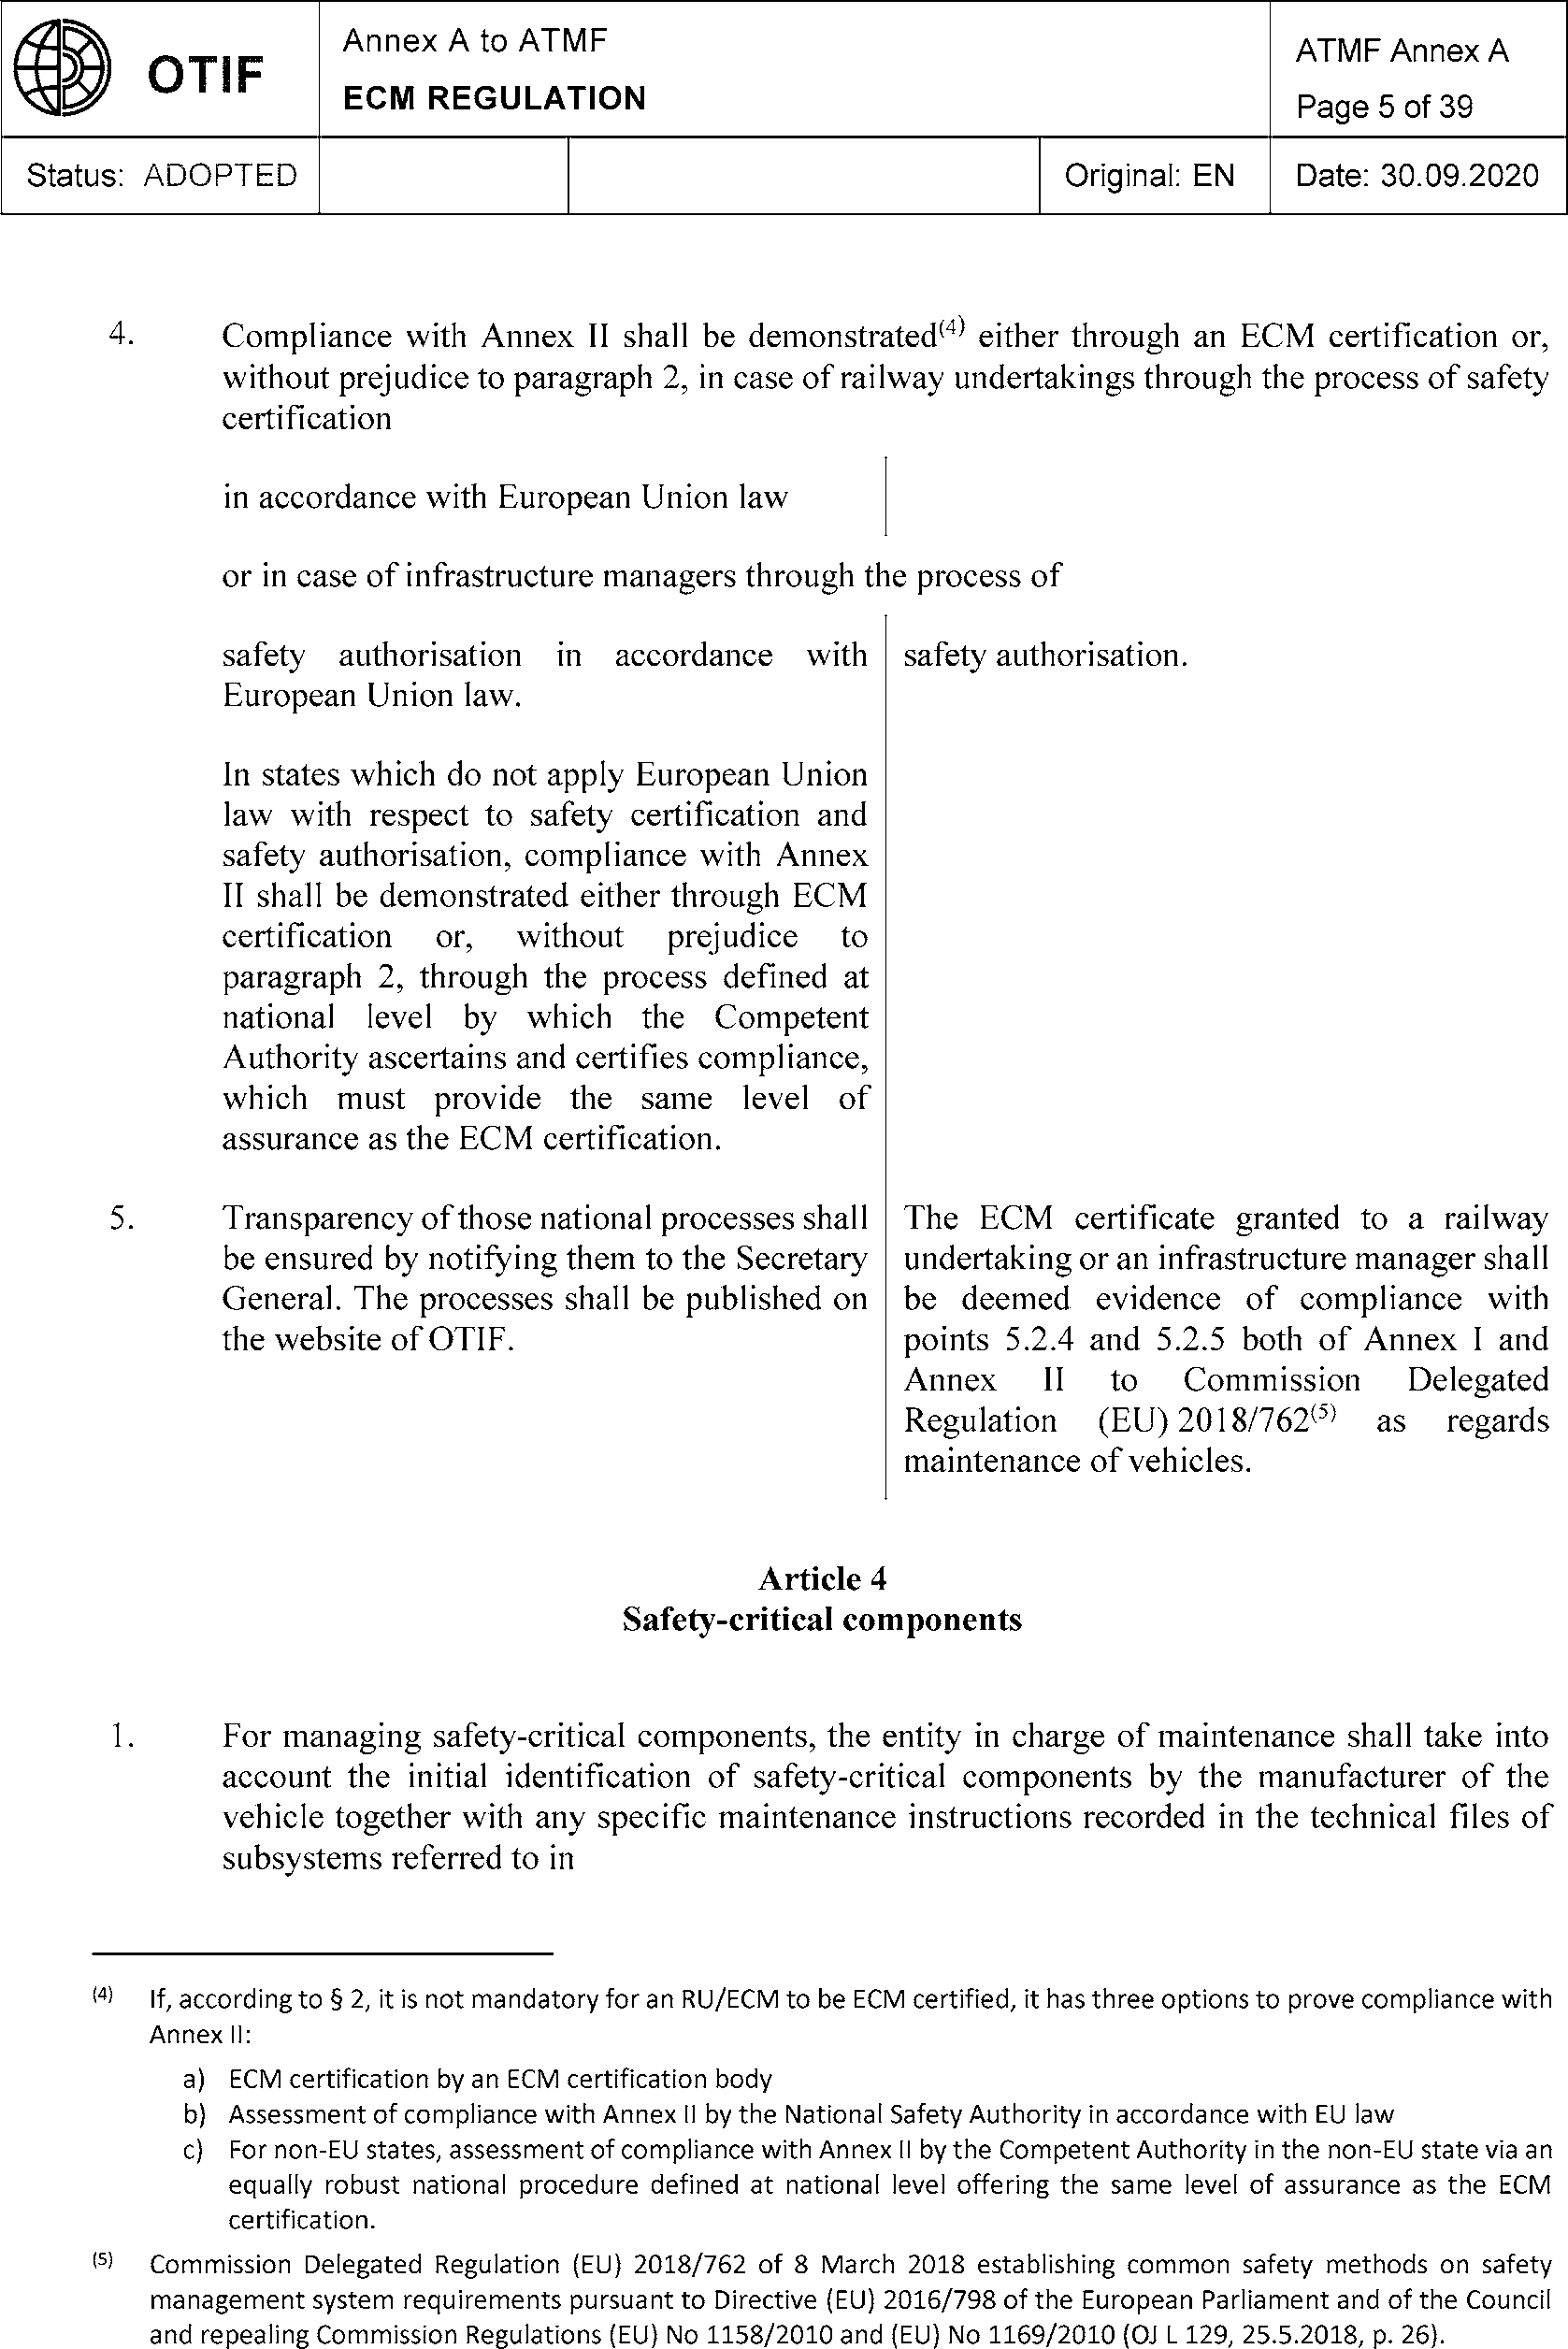 OTIF
Annex A to ATMF
ECM REGULATION
ATMF Annex A
Page 5 of 39
Status: ADOPTED
Original: EN
Date: 30.09.2020
4. Compliance with Annex II shall be demonstrated(4) either through an ECM certification or,
without prejudice to paragraph 2, in case of railway undertakings through the process of safety
certification
in accordance with European Union law
or in case of infrastructure managers through the process of
safety authorisation in accordance with
European Union law.
In states which do not apply European Union
law with respect to safety certification and
safety authorisation, compliance with Annex
II shall be demonstrated either through ECM
certification or, without prejudice to
paragraph 2, through the process defined at
national level by which the Competent
Authority ascertains and certifies compliance,
which must provide the same level of
assurance as the ECM certification.
safety authorisation.
5. Transparency of those national processes shall
be ensured by notifying them to the Secretary
General. The processes shall be published on
the website of OTIF.
The ECM certificate granted to a railway
undertaking or an infrastructure manager shall
be deemed evidence of compliance with
points 5.2.4 and 5.2.5 both of Annex I and
Annex II to Commission Delegated
Regulation (EU) 2018/762(5) as regards
maintenance of vehicles.
Article 4
Safety-critical components
1. For managing safety-critical components, the entity in charge of maintenance shall take into
account the initial identification of safety-critical components by the manufacturer of the
vehicle together with any specific maintenance instructions recorded in the technical files of
subsystems referred to in
(4) If, according to § 2, it is not mandatory for an RU/ECM to be ECM certified, it has three options to prove compliance with
Annex II:
a) ECM certification by an ECM certification body
b) Assessment of compliance with Annex II by the National Safety Authority in accordance with EU law
c) For non-EU states, assessment of compliance with Annex II by the Competent Authority in the non-EU state via an
equally robust national procedure defined at national level offering the same level of assurance as the ECM
certification.
(5) Commission Delegated Regulation (EU) 2018/762 of 8 March 2018 establishing common safety methods on safety
management system requirements pursuant to Directive (EU) 2016/798 of the European Parliament and of the Council
and repealing Commission Regulations (EU) No 1158/2010 and (EU) No 1169/2010 (OJ L 129, 25.5.2018, p. 26).